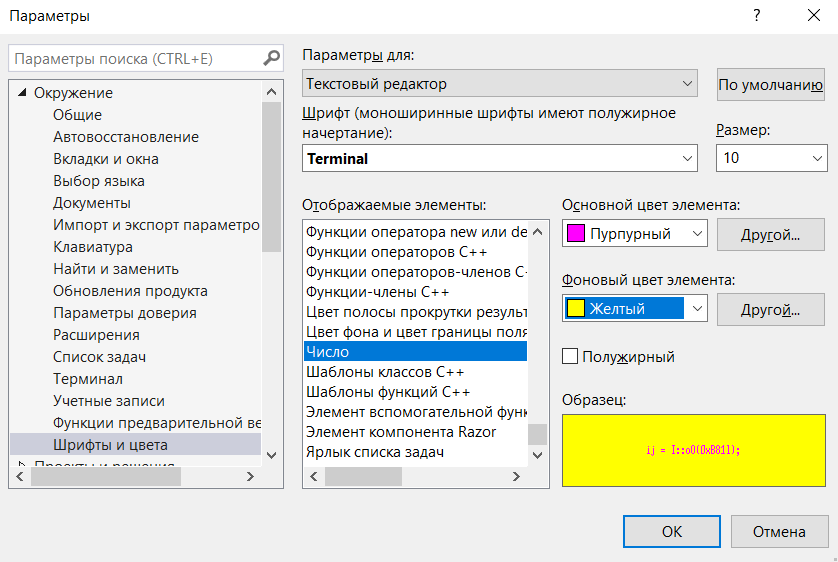 Параметры
?
Параметры поиска (CTRL+E)
Окружение
Общие
Автовосстановление
Вкладки и окна
Выбор языка
Документы
Импорт и экспорт параметро
Клавиатура
Найти и заменить
Обновления продукта
Параметры доверия
Расширения
Список задач
Терминал
Учетные записи
Функции предварительной ве
Шрифты и цвета
Проекты и решения
Параметры для:
Текстовый редактор
По умолчанию
Шрифт (моноширинные шрифты имеют полужирное
начертание):
Terminal
Размер:
10
Отображаемые элементы:
Функции оператора new или de
Функции операторов C++
Функции операторов-членов C-
Функции-члены C++
Цвет полосы прокрутки результ
Цвет фона и цвет границы поля
Число
Шаблоны классов C++
Шаблоны функций C++
Элемент вспомогательной функ
Элемент компонента Razor
Ярлык списка задач
Основной цвет элемента:
Пурпурный
Другой...
Фоновый цвет элемента:
Желтый
Другой...
Полужирный
Образец:
ij = I::oO(0xB81l);
OK
Отмена